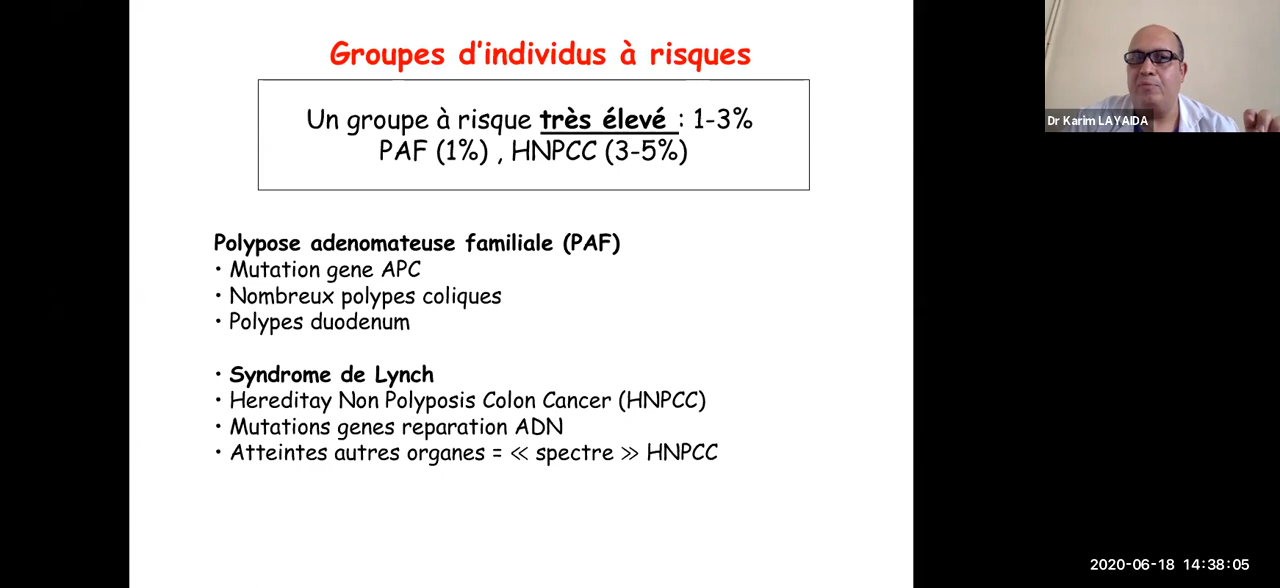 Groupes d'individus à risques
Un groupe à risque très élevé : 1-3%
PAF (1%) , HNPCC (3-5%)
Polypose adenomateuse familiale (PAF)
• Mutation gene APC
• Nombreux polypes coliques
• Polypes duodenum
• Syndrome de Lynch
• Hereditay Non Polyposis Colon Cancer (HNPCC)
• Mutations genes reparation ADN
• Atteintes autres organes = << spectre >> HNPCC
Dr Karim LAYAIDA
2020-06-18 14:38:05